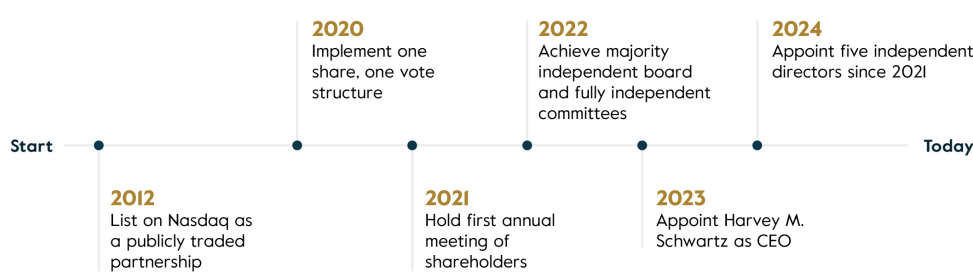 2020
Implement one
share, one vote
structure
2022
Achieve majority
independent board
and fully independent
committees
2024
Appoint five independent
directors since 2021
Start
Today
2012
List on Nasdaq as
a publicly traded
partnership
2021
Hold first annual
meeting of
shareholders
2023
Appoint Harvey M.
Schwartz as CEO